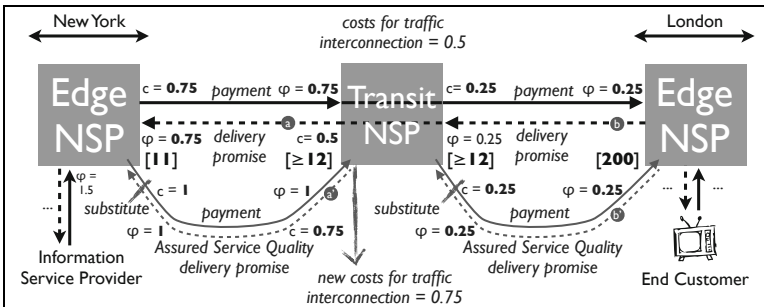 New York
costs for traffic
interconnection = 0.5
London
Edge
NSP
c = 0.75 payment φ = 0.75
Transit
NSP
c = 0.25 payment φ = 0.25
Edge
NSP
a
b
φ = 0.75 delivery promise c = 0.5
[11] [≥ 12]
φ = 0.25 delivery promise
[≥ 12] [200]
φ = 1.5
c = 1 φ = 1
a'
c = 0.25 φ = 0.25
b'
substitute payment
substitute payment
φ = 1 Assured Service Quality c = 0.75
delivery promise
φ = 0.25 Assured Service Quality
delivery promise
...
... ...
Information
Service Provider
new costs for traffic
interconnection = 0.75
End Customer